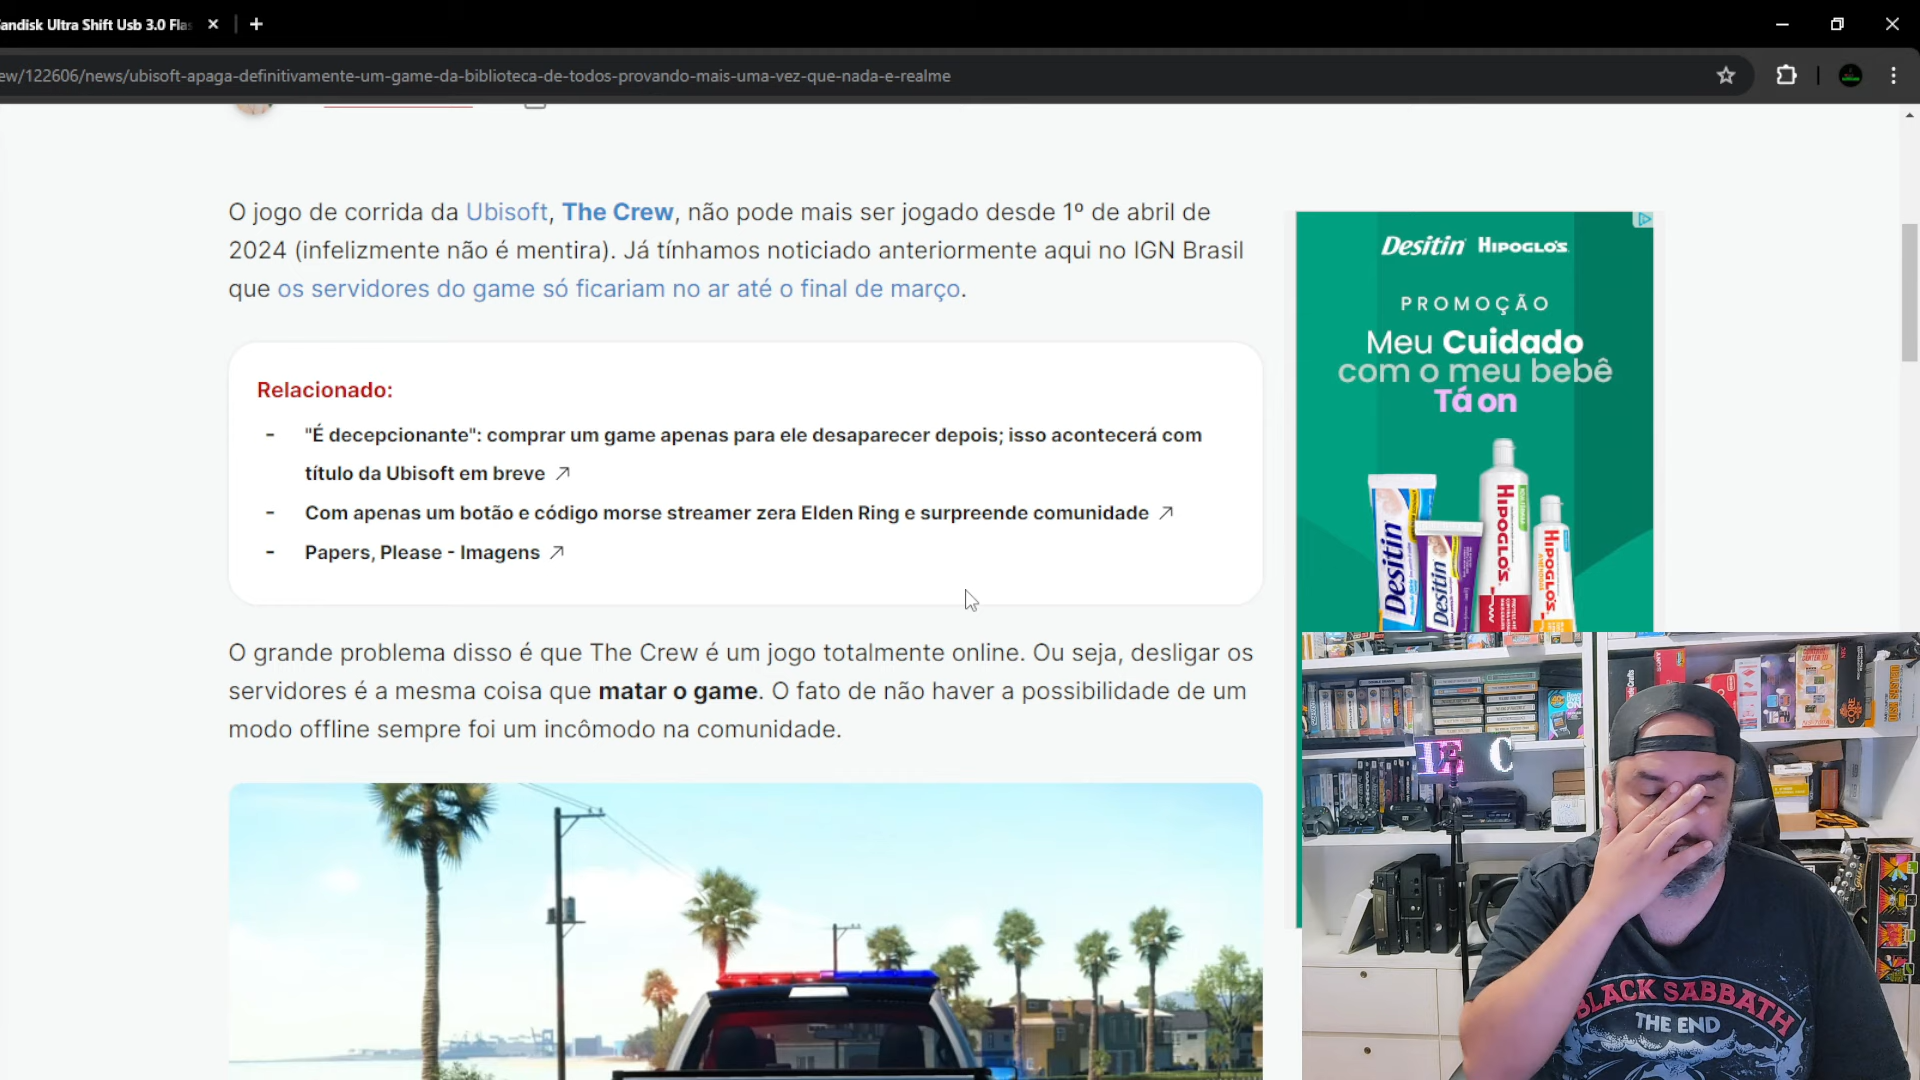 andisk Ultra Shift Usb 3.0 Fla
ew/122606/news/ubisoft-apaga-definitivamente-um-game-da-biblioteca-de-todos-provando-mais-uma-vez-que-nada-e-realme
O jogo de corrida da Ubisoft, The Crew, não pode mais ser jogado desde 1º de abril de
2024 (infelizmente não é mentira). Já tínhamos noticiado anteriormente aqui no IGN Brasil
que os servidores do game só ficariam no ar até o final de março.
Relacionado:
- "É decepcionante": comprar um game apenas para ele desaparecer depois; isso acontecerá com
título da Ubisoft em breve
- Com apenas um botão e código morse streamer zera Elden Ring e surpreende comunidade
- Papers, Please - Imagens
O grande problema disso é que The Crew é um jogo totalmente online. Ou seja, desligar os
servidores é a mesma coisa que matar o game. O fato de não haver a possibilidade de um
modo offline sempre foi um incômodo na comunidade.
Desitin HIPOGLÓS
PROMOÇÃO
Meu Cuidado
com o meu bebê
Tá on
Desitin
Desitin
HIPOGLÓS
HIPOGLÓS
BLACK SABBATH
THE END